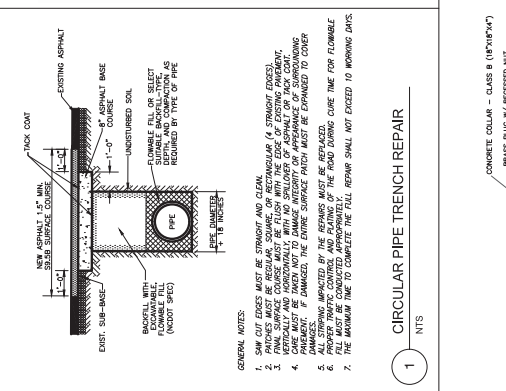 NEW ASPHALT 1.5" MIN.
S9.5B SURFACE COURSE
TACK COAT
EXISTING ASPHALT
1'-0"
1'-0"
8" ASPHALT BASE
COURSE
1'-0"
EXIST. SUB-BASE
UNDISTURBED SOIL
BACKFILL WITH
EXCAVATABLE,
FLOWABLE FILL
(NCDOT SPEC)
FLOWABLE FILL OR SELECT
SUITABLE BACKFILL-TYPE,
DEPTH, AND COMPACTION AS
REQUIRED BY TYPE OF PIPE
PIPE
PIPE DIAMETER
+ 18 INCHES
GENERAL NOTES:
1. SAW CUT EDGES MUST BE STRAIGHT AND CLEAN.
2. PATCHES MUST BE REGULAR, SQUARE, OR RECTANGULAR (4 STRAIGHT EDGES).
3. FINAL SURFACE COURSE MUST BE FLUSH WITH THE EDGE OF EXISTING PAVEMENT,
VERTICALLY AND HORIZONTALLY, WITH NO SPILLOVER OF ASPHALT OR TACK COAT.
4. CARE MUST BE TAKEN NOT TO DAMAGE INTEGRITY OR APPEARANCE OF SURROUNDING
PAVEMENT. IF DAMAGED, THE ENTIRE SURFACE PATCH MUST BE EXPANDED TO COVER
DAMAGES.
5. ALL STRIPING IMPACTED BY THE REPAIRS MUST BE REPLACED.
6. PROPER TRAFFIC CONTROL AND PLATING OF THE ROAD DURING CURE TIME FOR FLOWABLE
FILL MUST BE CONDUCTED APPROPRIATELY.
7. THE MAXIMUM TIME TO COMPLETE THE FULL REPAIR SHALL NOT EXCEED 10 WORKING DAYS.
1
CIRCULAR PIPE TRENCH REPAIR
NTS
CONCRETE COLLAR - CLASS B (18"X18"X4")